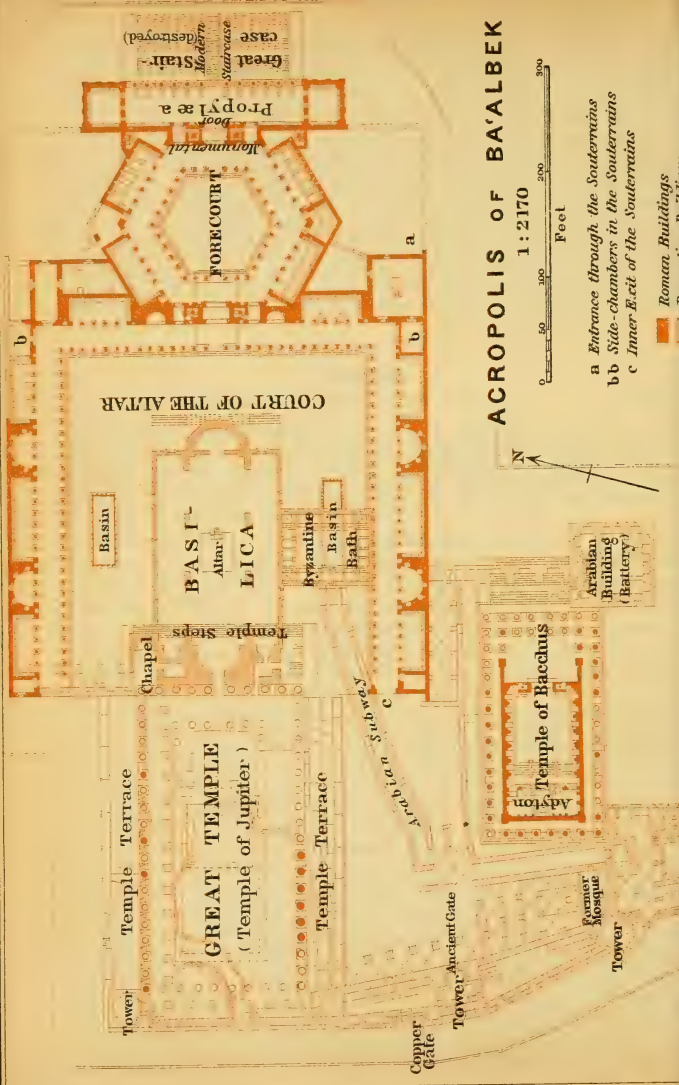 Great Stair-
case
Modern
Staircase
(destroyed)
Propylæa
Door
Monumental
FORECOURT
a
b
b
COURT OF THE ALTAR
Basin
BASI-
Altar
LICA
Byzantine
Basin
Bath
Temple Steps
Chapel
c
Arabian Subway
Temple Terrace
GREAT TEMPLE
(Temple of Jupiter)
Temple Terrace
Tower
Temple of Bacchus
Adyton
Arabian
Building
(Battery)
Ancient Gate
Tower
Copper
Gate
Former
Mosque
Tower
N
ACROPOLIS OF BA'ALBEK
1:2170
0 50 100 200 300
Feet
a Entrance through the Souterrains
bb Side-chambers in the Souterrains
c Inner Exit of the Souterrains
Roman Buildings